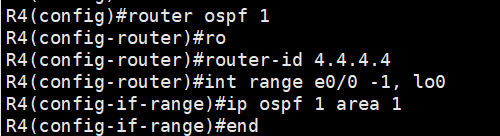 R4(config)#router ospf 1
R4(config-router)#ro
R4(config-router)#router-id 4.4.4.4
R4(config-router)#int range e0/0 -1, lo0
R4(config-if-range)#ip ospf 1 area 1
R4(config-if-range)#end